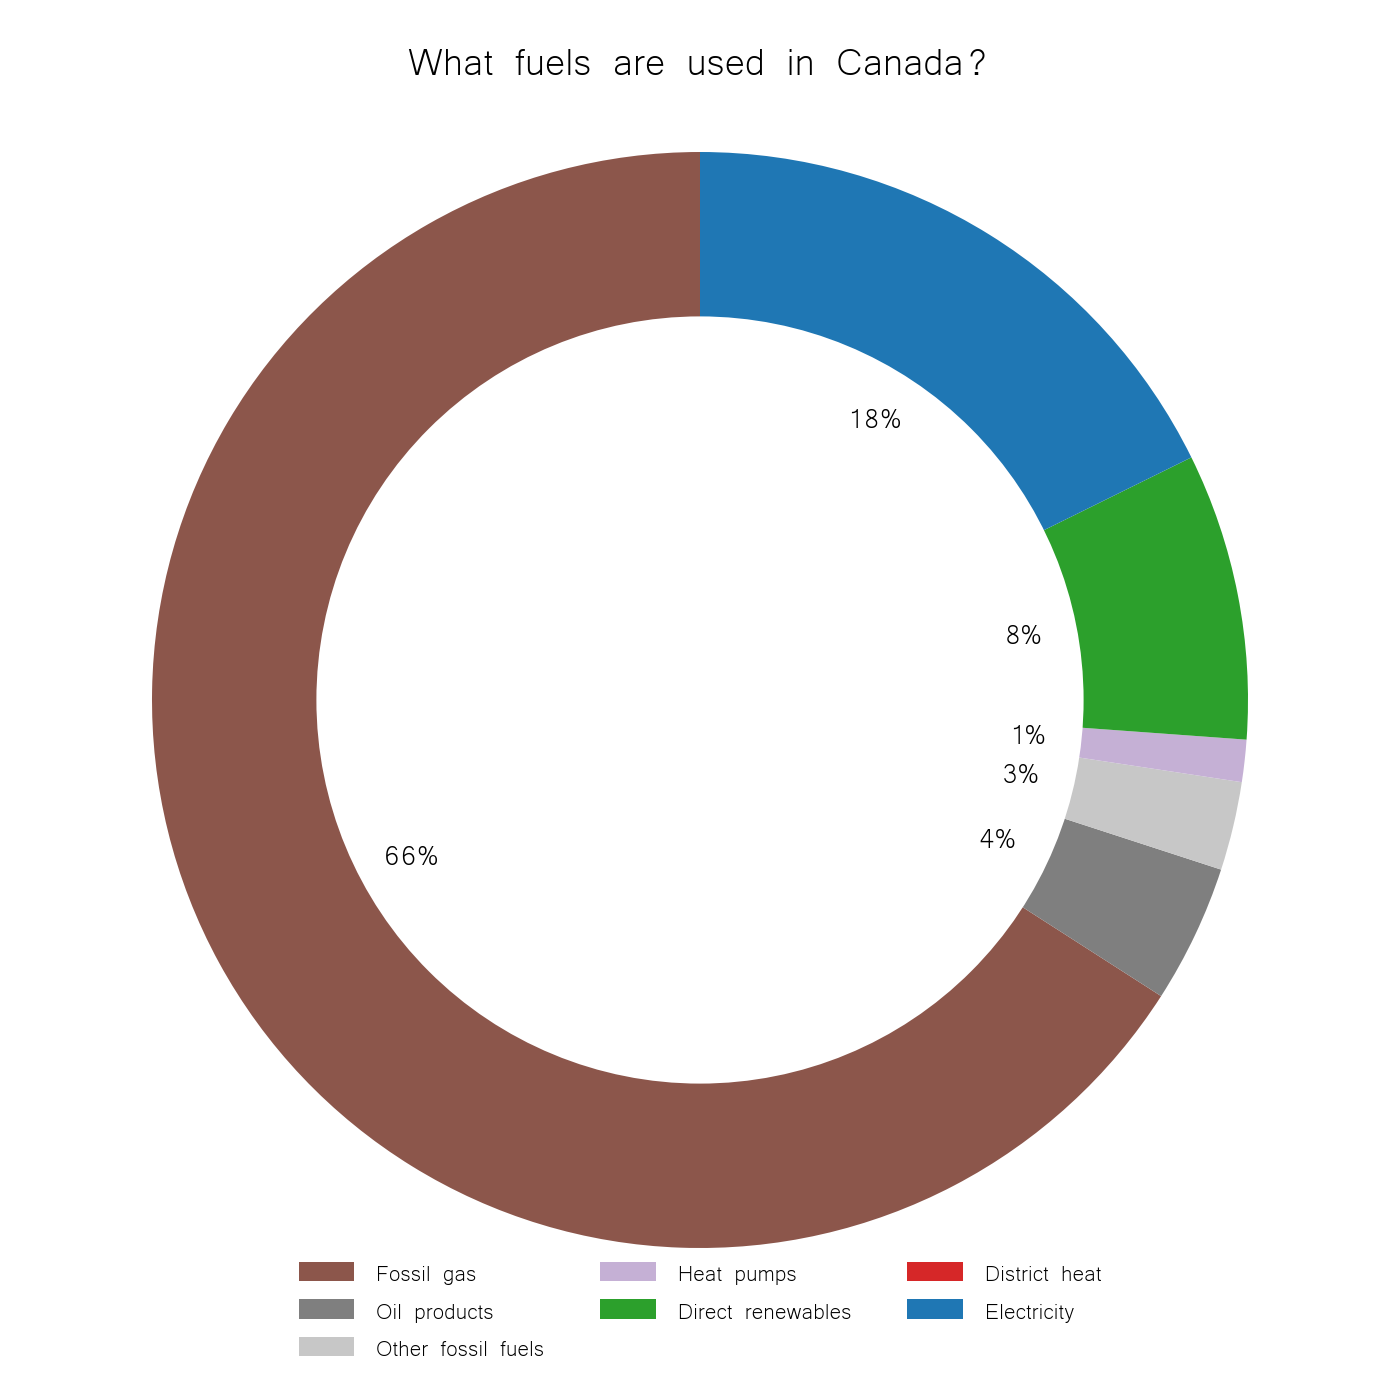 What fuels are used in Canada?
18%
8%
1%
3%
4%
66%
Fossil gas
Heat pumps
District heat
Oil products
Direct renewables
Electricity
Other fossil fuels